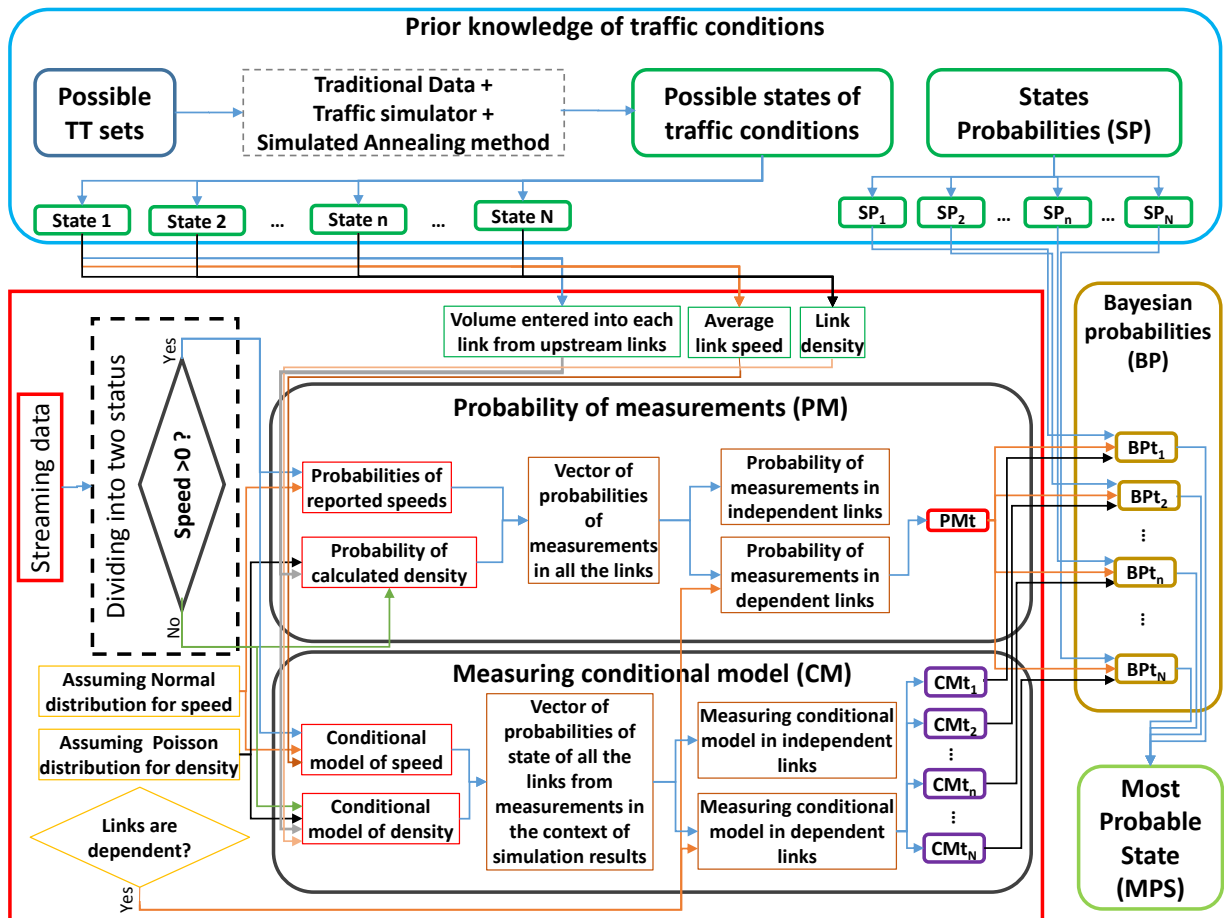 Prior knowledge of traffic conditions
Possible
TT sets
Traditional Data +
Traffic simulator +
Simulated Annealing method
Possible states of
traffic conditions
States
Probabilities (SP)
State 1
State 2
...
State n
...
State N
SP1
SP2
...
SPn
...
SPN
Streaming data
Dividing into two status
Yes
Speed >0 ?
No
Volume entered into each
link from upstream links
Average
link speed
Link
density
Probability of measurements (PM)
Probabilities of
reported speeds
Probability of
calculated density
Vector of
probabilities
of
measurements
in all the links
Probability of
measurements in
independent links
Probability of
measurements in
dependent links
PMt
Bayesian
probabilities
(BP)
BPt1
BPt2
...
BPtn
...
BPtN
Assuming Normal
distribution for speed
Assuming Poisson
distribution for density
Links are
dependent?
Yes
Measuring conditional model (CM)
Conditional
model of speed
Conditional
model of density
Vector of
probabilities of
state of all the
links from
measurements in
the context of
simulation results
Measuring conditional
model in independent
links
Measuring conditional
model in dependent
links
CMt1
CMt2
...
CMtn
...
CMtN
Most
Probable
State
(MPS)